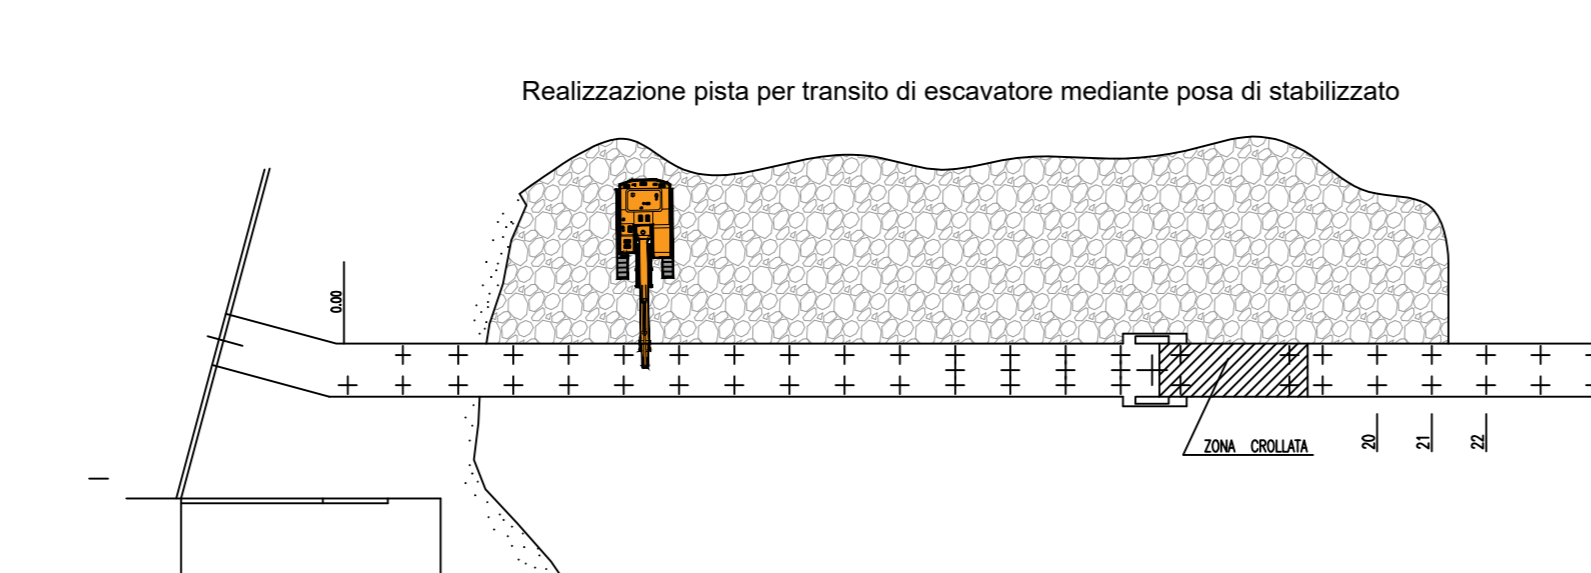 Realizzazione pista per transito di escavatore mediante posa di stabilizzato
0.00
ZONA CROLLATA
20
21
22